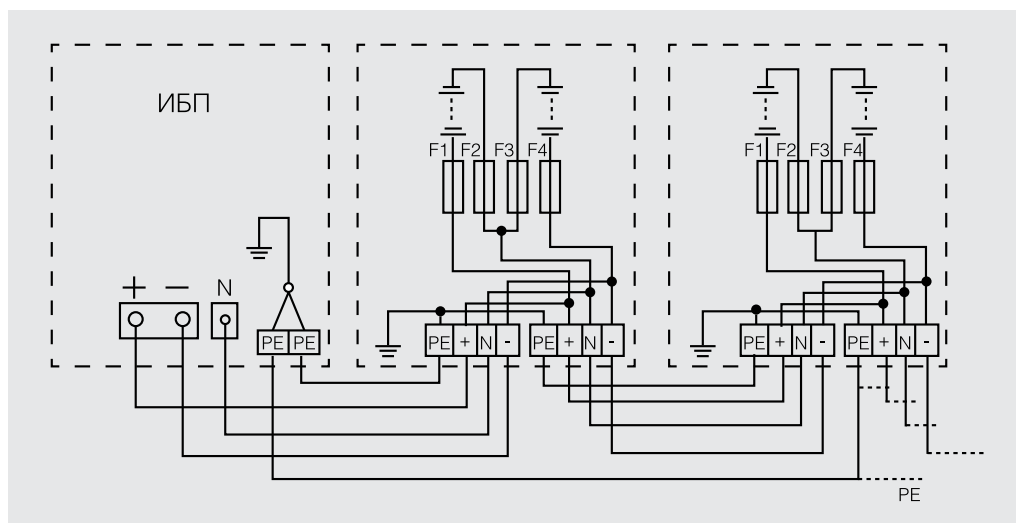 ИБП
F1 F2 F3 F4
F1 F2 F3 F4
+ — N
PE PE
PE + N - PE + N -
PE + N - PE + N -
PE